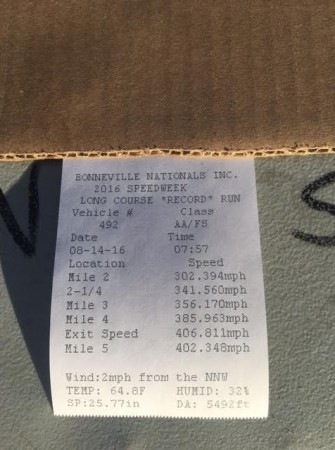 BONNEVILLE NATIONALS INC.
2016 SPEEDWEEK
LONG COURSE *RECORD* RUN
Vehicle # Class
492 AA/FS
Date Time
08-14-16 07:57
Location Speed
Mile 2 302.394mph
2-1/4 341.560mph
Mile 3 356.170mph
Mile 4 385.963mph
Exit Speed 406.811mph
Mile 5 402.348mph
Wind:2mph from the NNW
TEMP: 64.8F HUMID: 32%
SP:25.77in DA: 5492ft